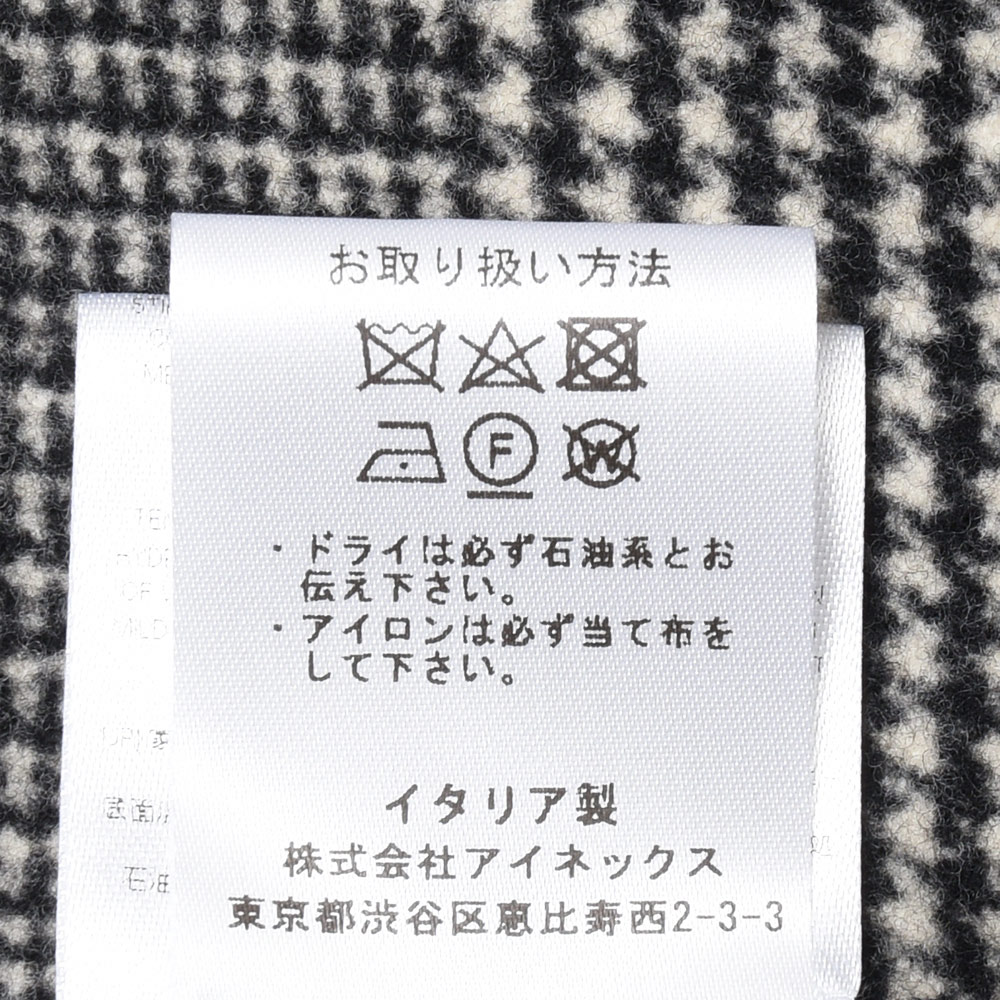 お取り扱い方法
F W
・ドライは必ず石油系とお
伝え下さい。
・アイロンは必ず当て布を
して下さい。
イタリア製
株式会社アイネックス
東京都渋谷区恵比寿西2-3-3